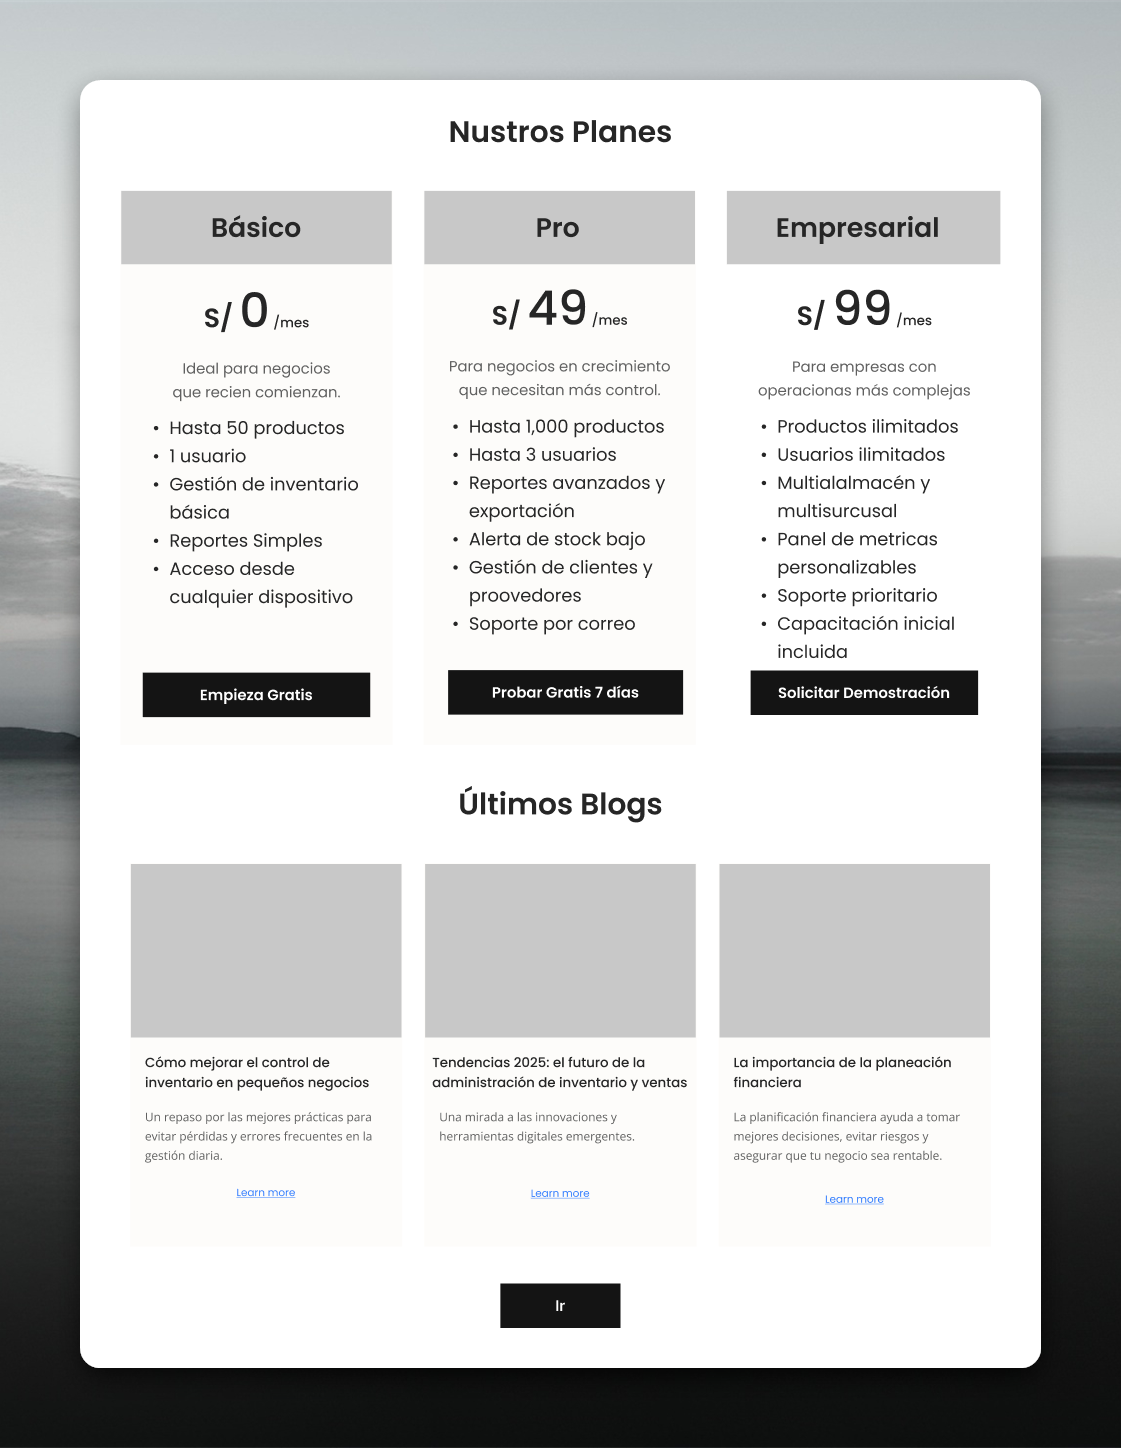 Nustros Planes
Básico
s/ 0 /mes
Ideal para negocios
que recien comienzan.
• Hasta 50 productos
• 1 usuario
• Gestión de inventario
básica
• Reportes Simples
• Acceso desde
cualquier dispositivo
Empieza Gratis
Pro
s/ 49 /mes
Para negocios en crecimiento
que necesitan más control.
• Hasta 1,000 productos
• Hasta 3 usuarios
• Reportes avanzados y
exportación
• Alerta de stock bajo
• Gestión de clientes y
proovedores
• Soporte por correo
Probar Gratis 7 días
Empresarial
s/ 99 /mes
Para empresas con
operacionas más complejas
• Productos ilimitados
• Usuarios ilimitados
• Multialalmacén y
multisurcusal
• Panel de metricas
personalizables
• Soporte prioritario
• Capacitación inicial
incluida
Solicitar Demostración
Últimos Blogs
Cómo mejorar el control de
inventario en pequeños negocios
Un repaso por las mejores prácticas para
evitar pérdidas y errores frecuentes en la
gestión diaria.
Learn more
Tendencias 2025: el futuro de la
administración de inventario y ventas
Una mirada a las innovaciones y
herramientas digitales emergentes.
Learn more
La importancia de la planeación
financiera
La planificación financiera ayuda a tomar
mejores decisiones, evitar riesgos y
asegurar que tu negocio sea rentable.
Learn more
Ir